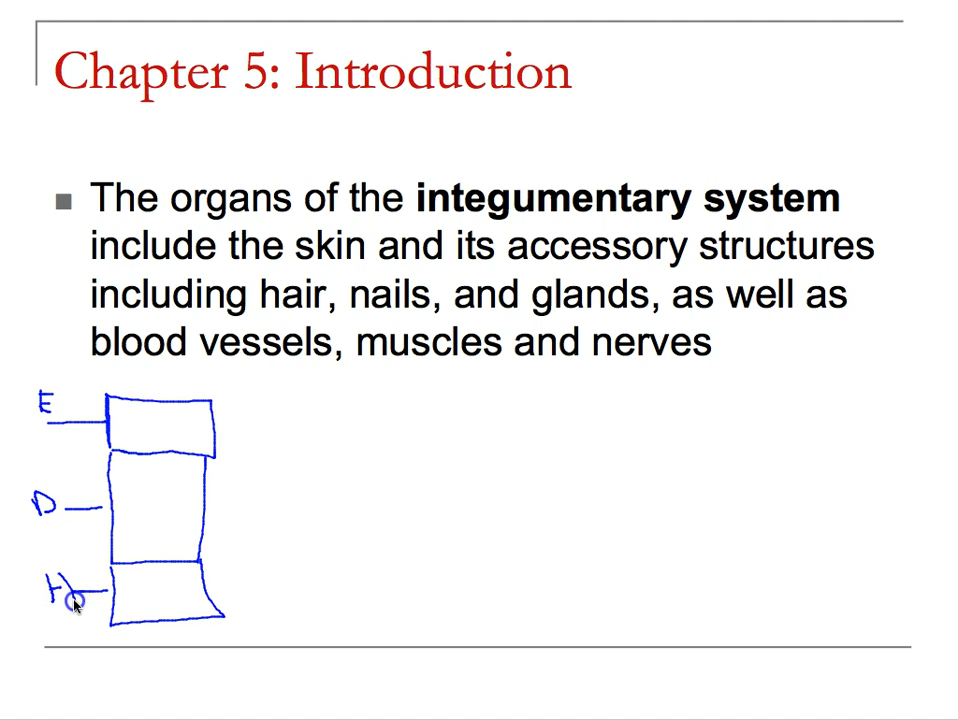 Chapter 5: Introduction
The organs of the integumentary system
include the skin and its accessory structures
including hair, nails, and glands, as well as
blood vessels, muscles and nerves
E
D
H